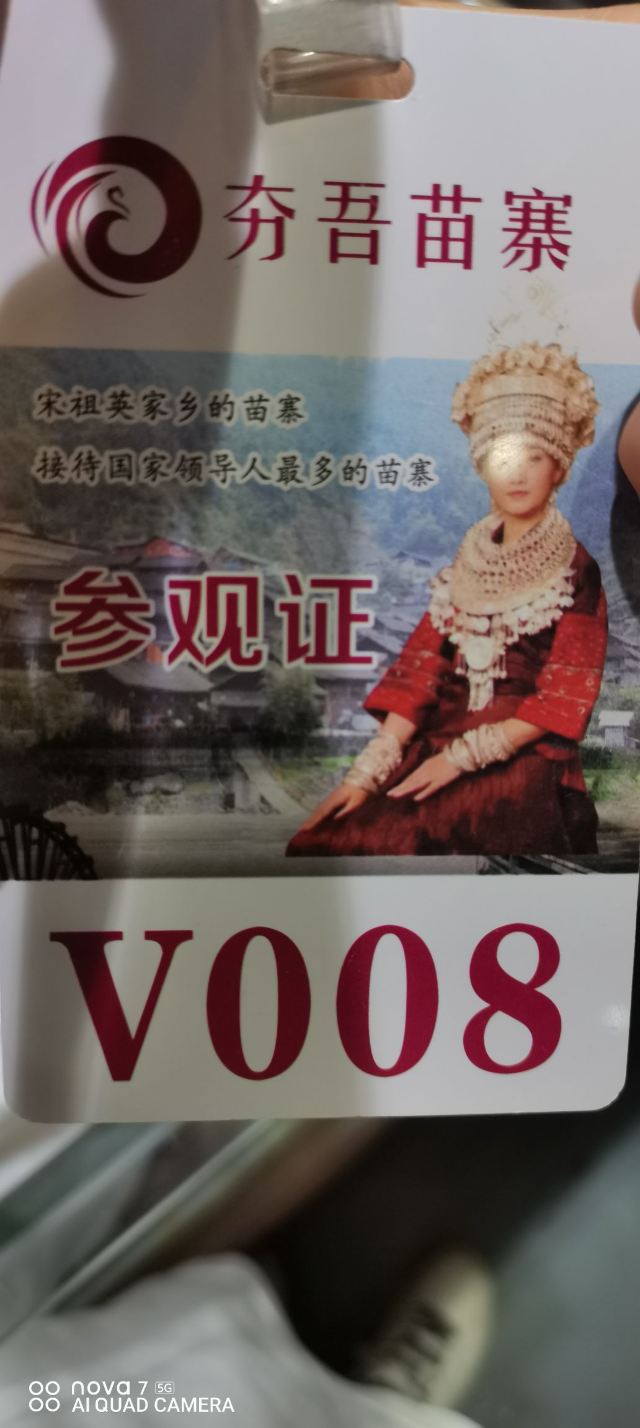 夯吾苗寨
宋祖英家乡的苗寨
接待国家领导人最多的苗寨
参观证
V008
nova 7 5G
AI QUAD CAMERA